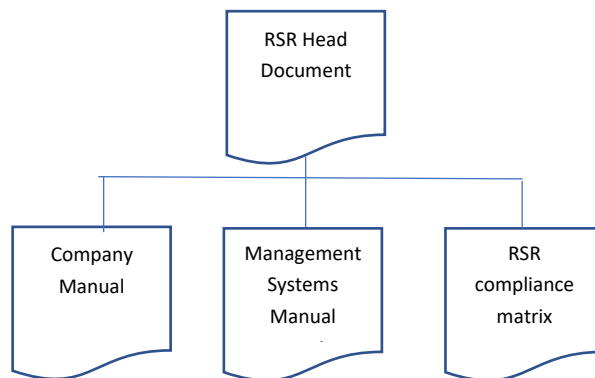 RSR Head
Document
Company
Manual
Management
Systems
Manual
RSR
compliance
matrix